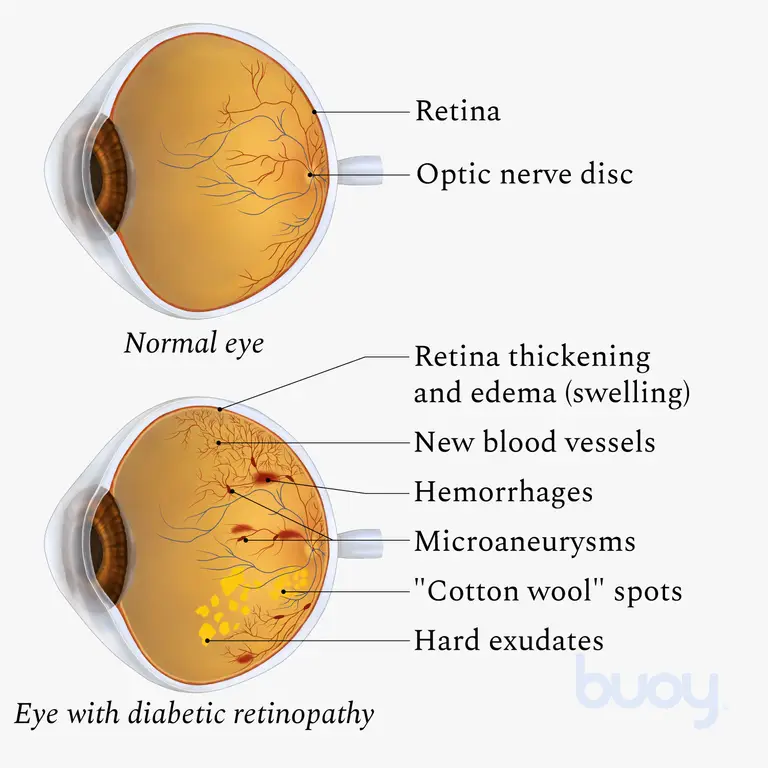 Retina
Optic nerve disc
Normal eye
Retina thickening
and edema (swelling)
New blood vessels
Hemorrhages
Microaneurysms
"Cotton wool" spots
Hard exudates
buoy
Eye with diabetic retinopathy